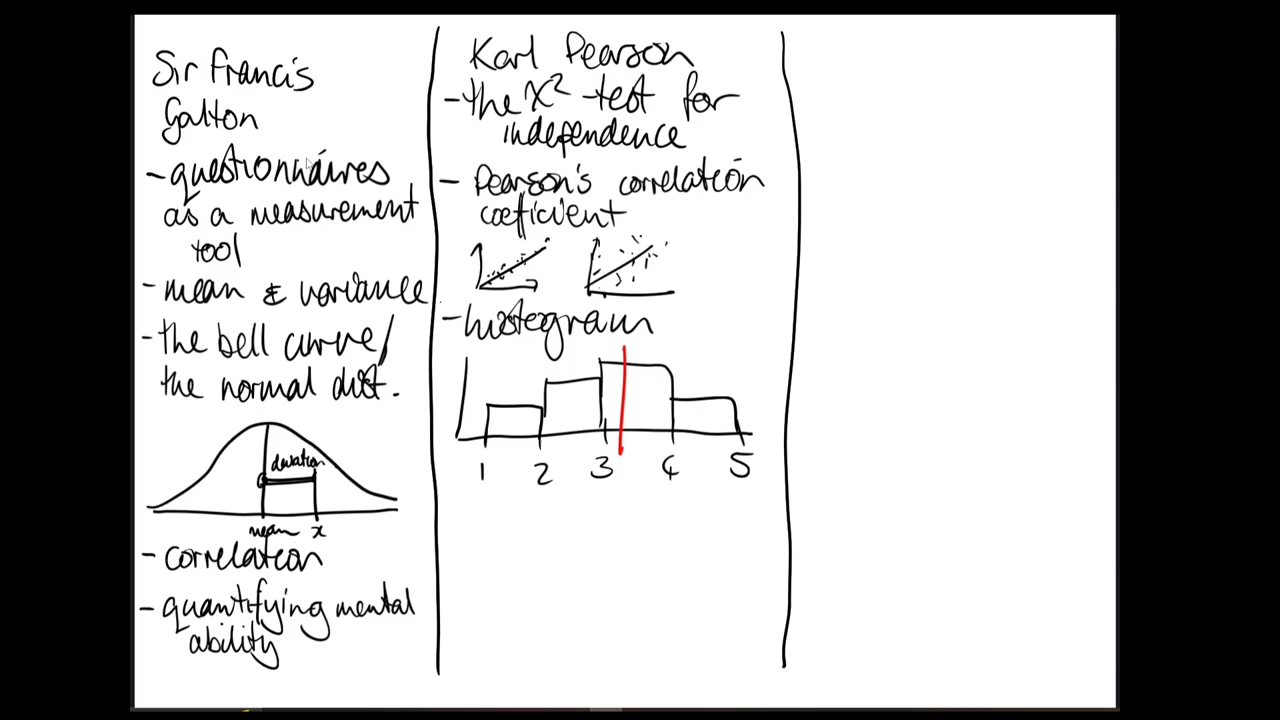 Sir Francis
Galton
- questionnaires
as a measurement
tool
- mean & variance
- the bell curve/
the normal dist.
deviation
mean x
- correlation
- quantifying mental
ability
Karl Pearson
- the χ² test for
independence
- Pearson's correlation
coeficient
- histogram
1 2 3 4 5